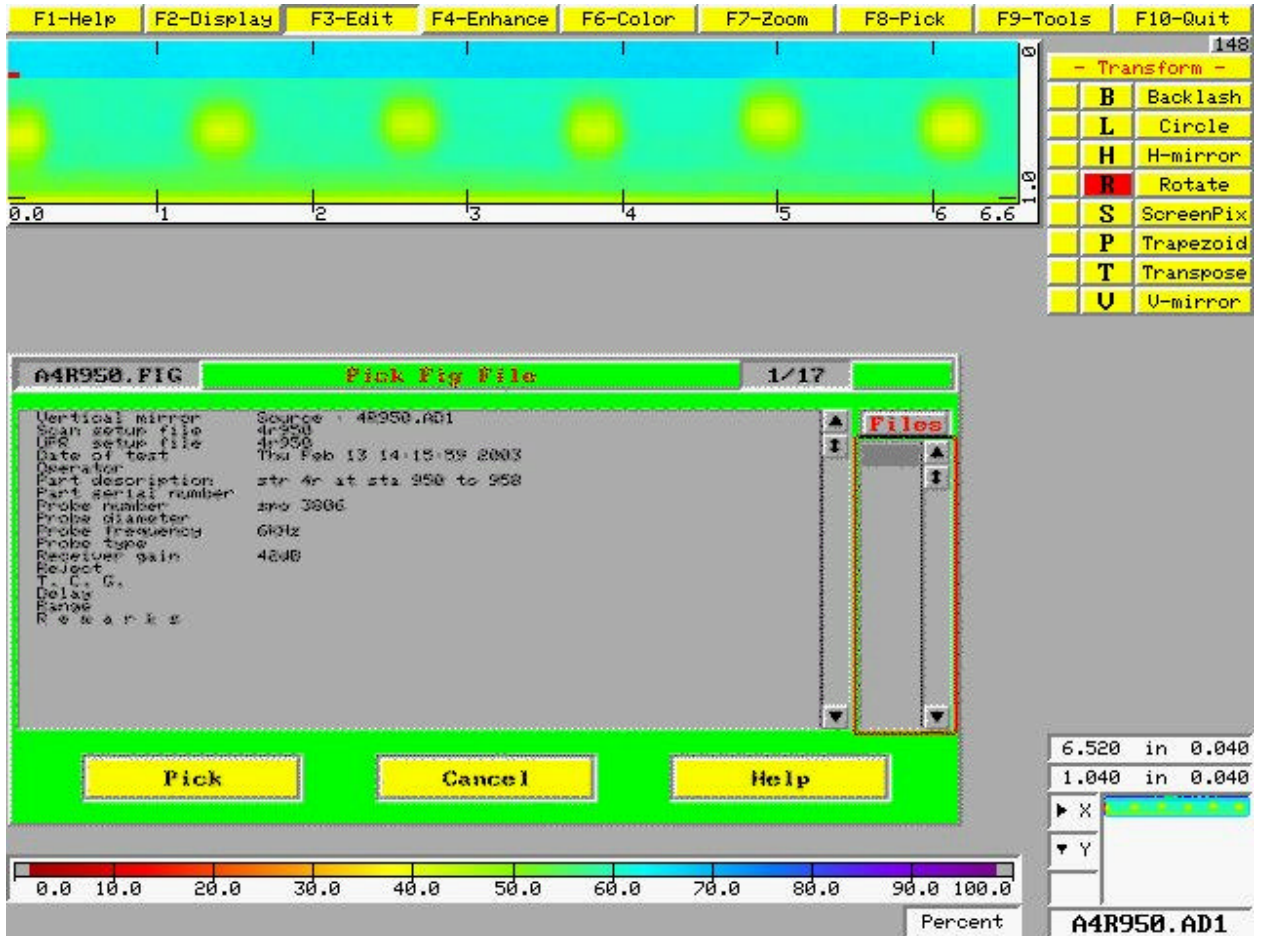 F1-Help F2-Display F3-Edit F4-Enhance F6-Color F7-Zoom F8-Pick F9-Tools F10-Quit
148
- Transform -
B Backlash
L Circle
H H-mirror
R Rotate
S ScreenPix
P Trapezoid
T Transpose
V V-mirror
0
1.0
0.0 1 2 3 4 5 6 6.6
A4R950.FIG Pick Fig File 1/17
Files
Vertical mirror Source : 4R950.AD1
Scan setup file 4r950
UPR setup file 4r950
Date of test Thu Feb 13 14:15:59 2003
Operator
Part description str 4r at sta 950 to 958
Part serial number
Probe number 3806
Probe diameter
Probe frequency 6kHz
Probe type
Receiver gain 42dB
Reject
T. C. G.
Delay
Range
R e m a r k s
Pick Cancel Help
6.520 in 0.040
1.040 in 0.040
X
Y
0.0 10.0 20.0 30.0 40.0 50.0 60.0 70.0 80.0 90.0 100.0
Percent
A4R950.AD1